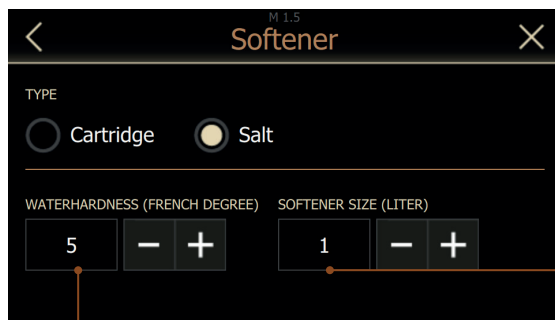 M 1.5
Softener
TYPE
Cartridge Salt
WATERHARDNESS (FRENCH DEGREE) SOFTENER SIZE (LITER)
5 − + 1 − +